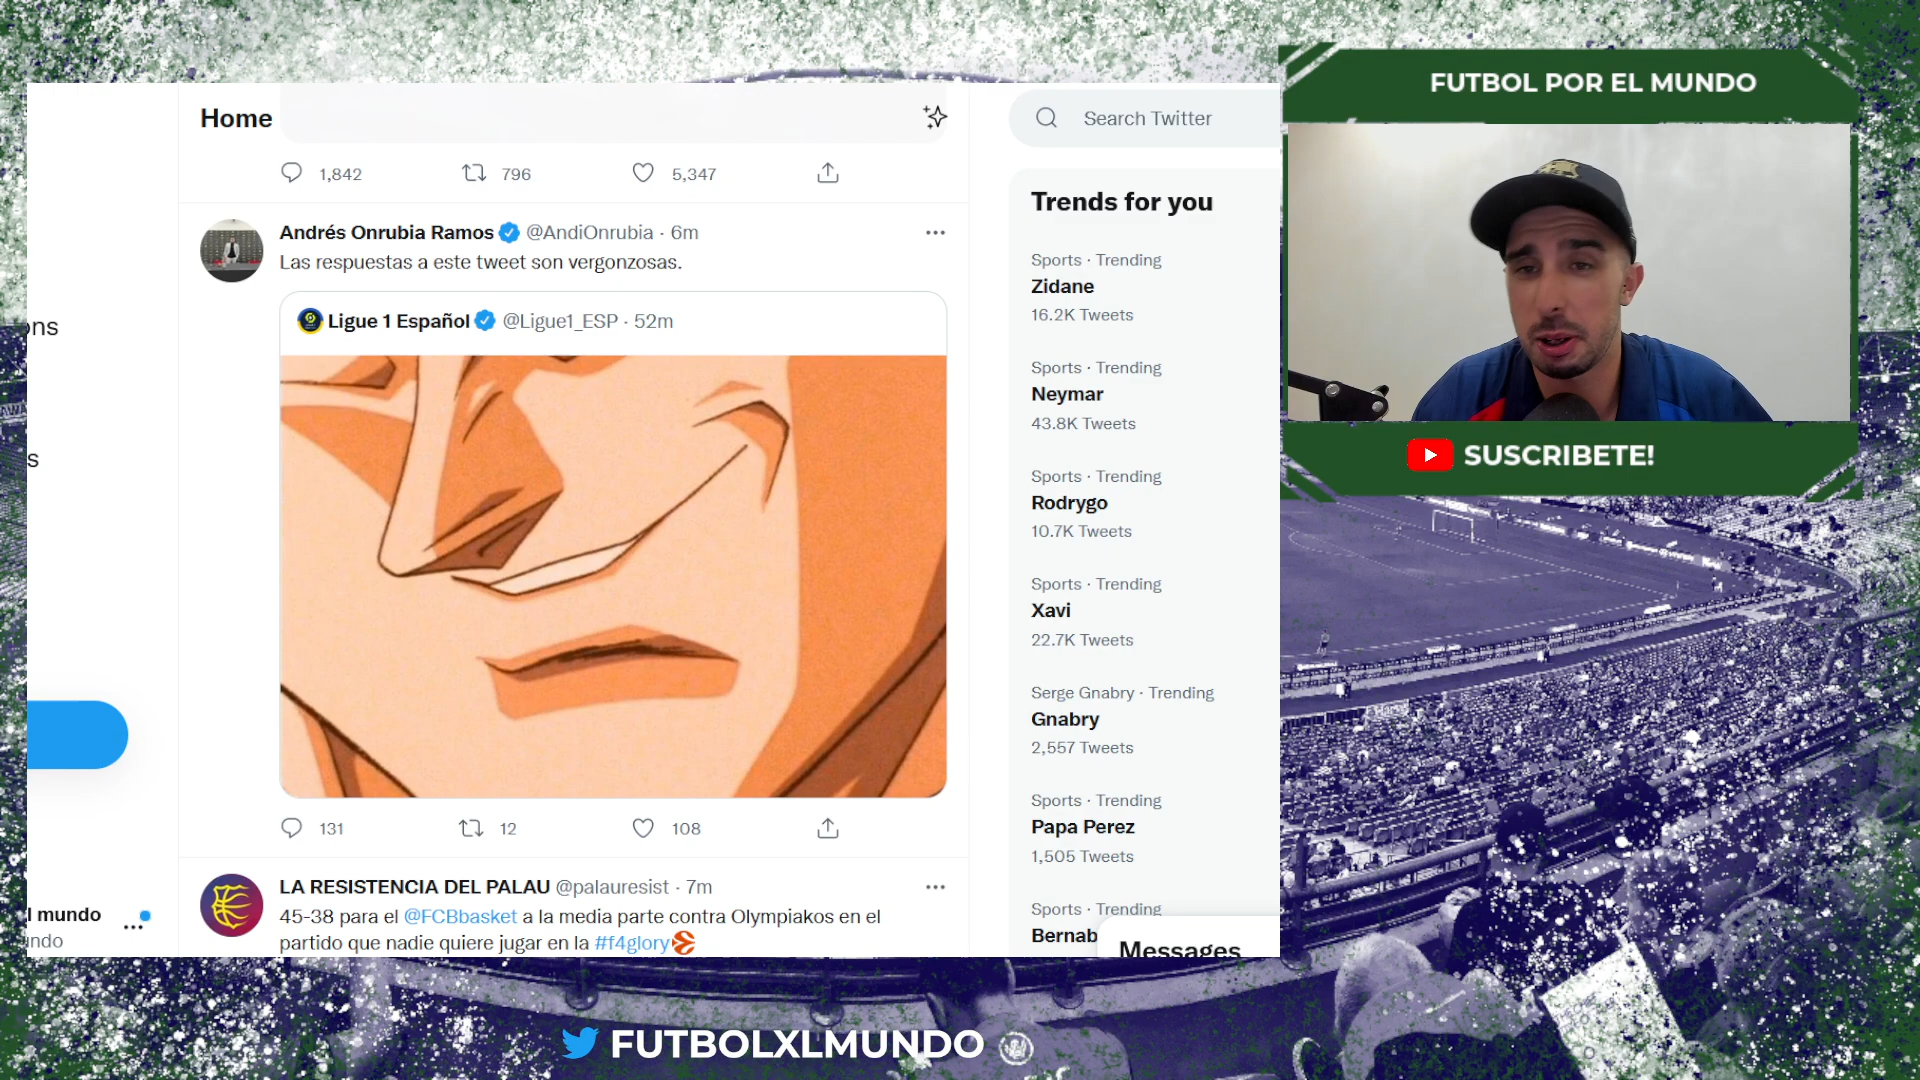 FUTBOL POR EL MUNDO
Home
Search Twitter
1,842
796
5,347
Andrés Onrubia Ramos @AndiOnrubia · 6m
Las respuestas a este tweet son vergonzosas.
Ligue 1 Español @Ligue1_ESP · 52m
131
12
108
LA RESISTENCIA DEL PALAU @palauresist · 7m
45-38 para el @FCBbasket a la media parte contra Olympiakos en el
partido que nadie quiere jugar en la #f4glory
ons
s
l mundo
undo
Trends for you
Sports · Trending
Zidane
16.2K Tweets
Sports · Trending
Neymar
43.8K Tweets
Sports · Trending
Rodrygo
10.7K Tweets
Sports · Trending
Xavi
22.7K Tweets
Serge Gnabry · Trending
Gnabry
2,557 Tweets
Sports · Trending
Papa Perez
1,505 Tweets
Sports · Trending
Bernab
Messages
SUSCRIBETE!
FUTBOLXLMUNDO